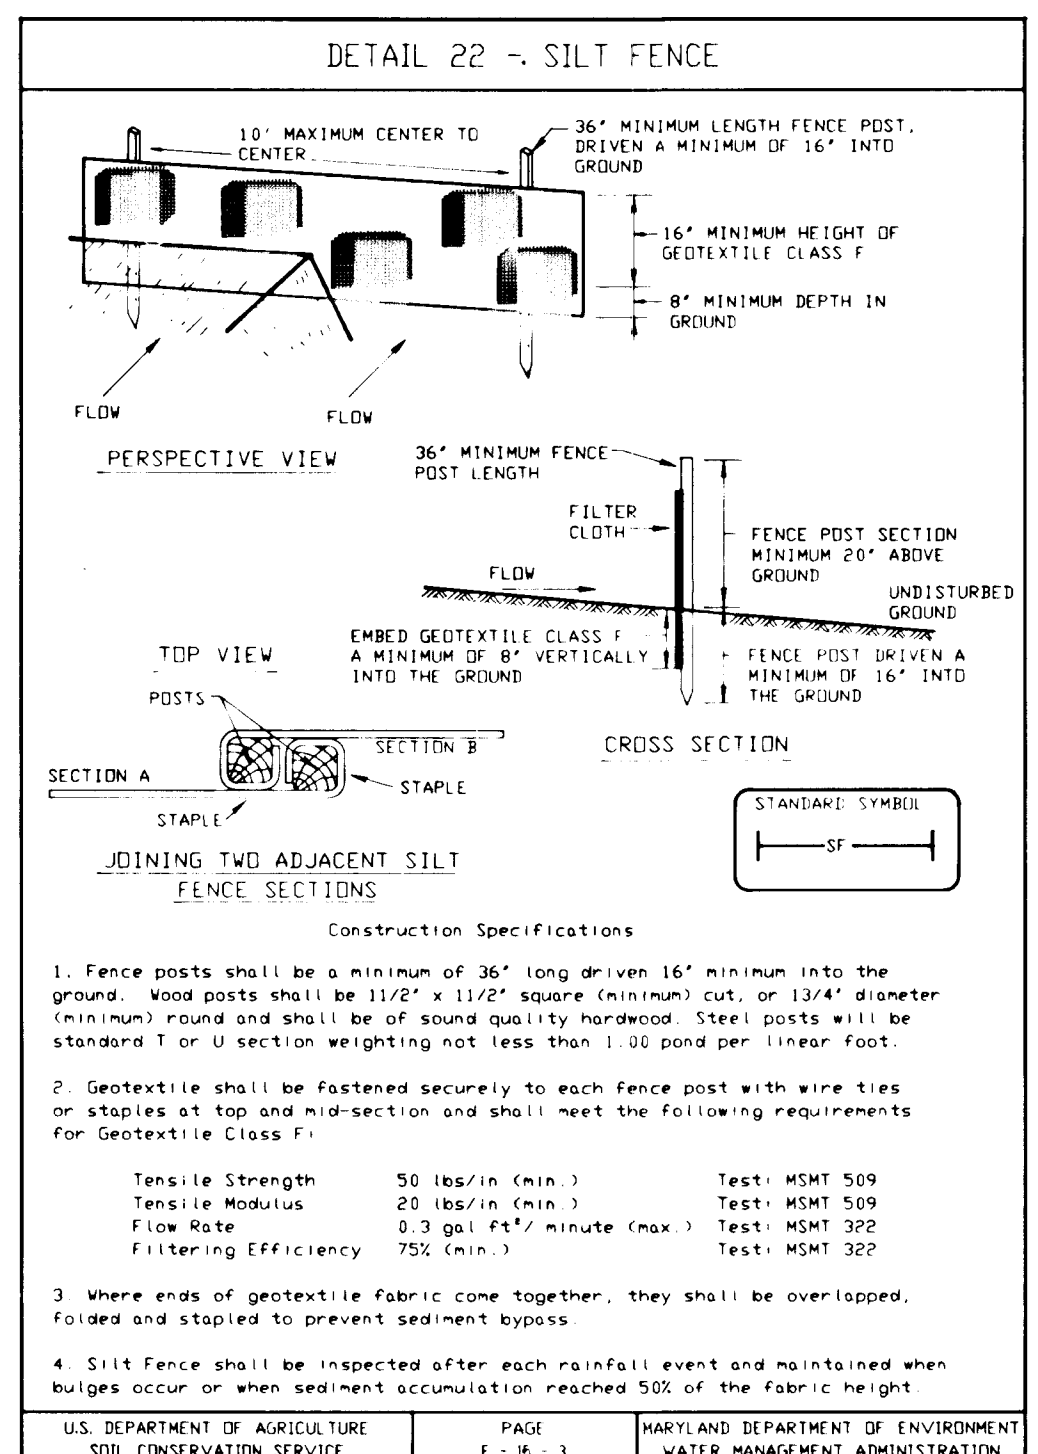 DETAIL 22 -. SILT FENCE
10' MAXIMUM CENTER TO
CENTER
36" MINIMUM LENGTH FENCE POST,
DRIVEN A MINIMUM OF 16" INTO
GROUND
16" MINIMUM HEIGHT OF
GEOTEXTILE CLASS F
8" MINIMUM DEPTH IN
GROUND
FLOW
FLOW
PERSPECTIVE VIEW
36" MINIMUM FENCE
POST LENGTH
FILTER
CLOTH
FENCE POST SECTION
MINIMUM 20" ABOVE
GROUND
FLOW
UNDISTURBED
GROUND
EMBED GEOTEXTILE CLASS F
A MINIMUM OF 8" VERTICALLY
INTO THE GROUND
FENCE POST DRIVEN A
MINIMUM OF 16" INTO
THE GROUND
TOP VIEW
POSTS
SECTION B
CROSS SECTION
SECTION A
STAPLE
STAPLE
STANDARD SYMBOL
SF
JOINING TWO ADJACENT SILT
FENCE SECTIONS
Construction Specifications
1. Fence posts shall be a minimum of 36" long driven 16" minimum into the
ground. Wood posts shall be 11/2" x 11/2" square (minimum) cut, or 13/4" diameter
(minimum) round and shall be of sound quality hardwood. Steel posts will be
standard T or U section weighting not less than 1.00 pond per linear foot.
2. Geotextile shall be fastened securely to each fence post with wire ties
or staples at top and mid-section and shall meet the following requirements
for Geotextile Class F:
Tensile Strength 50 lbs/in (min.) Test: MSMT 509
Tensile Modulus 20 lbs/in (min.) Test: MSMT 509
Flow Rate 0.3 gal ft²/ minute (max.) Test: MSMT 322
Filtering Efficiency 75% (min.) Test: MSMT 322
3. Where ends of geotextile fabric come together, they shall be overlapped,
folded and stapled to prevent sediment bypass.
4. Silt Fence shall be inspected after each rainfall event and maintained when
bulges occur or when sediment accumulation reached 50% of the fabric height.
U.S. DEPARTMENT OF AGRICULTURE
SOIL CONSERVATION SERVICE
PAGE
E - 16 - 3
MARYLAND DEPARTMENT OF ENVIRONMENT
WATER MANAGEMENT ADMINISTRATION